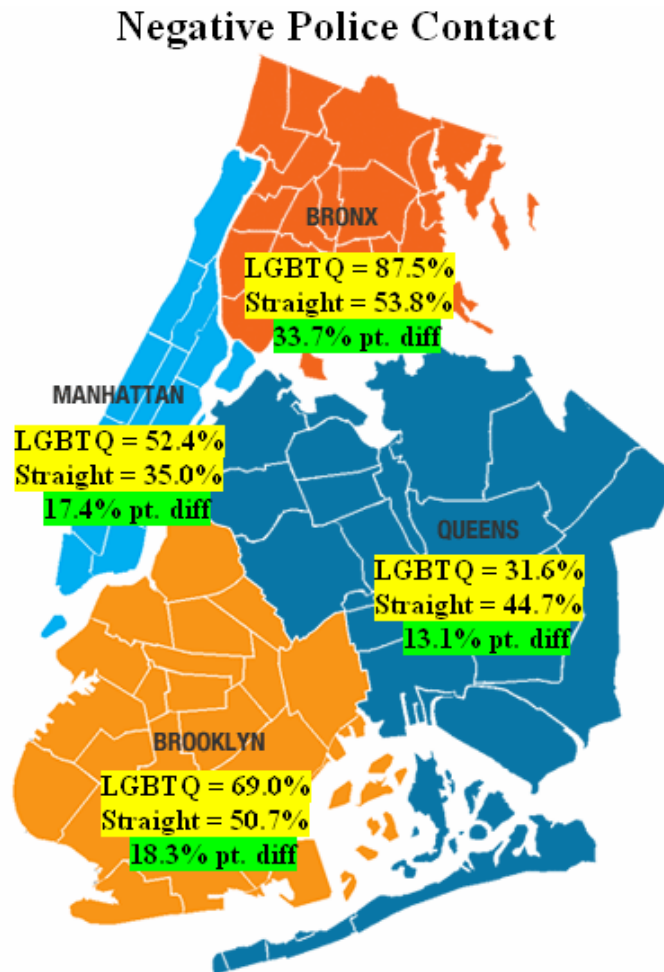 Negative Police Contact
BRONX
LGBTQ = 87.5%
Straight = 53.8%
33.7% pt. diff
MANHATTAN
LGBTQ = 52.4%
Straight = 35.0%
17.4% pt. diff
QUEENS
LGBTQ = 31.6%
Straight = 44.7%
13.1% pt. diff
BROOKLYN
LGBTQ = 69.0%
Straight = 50.7%
18.3% pt. diff